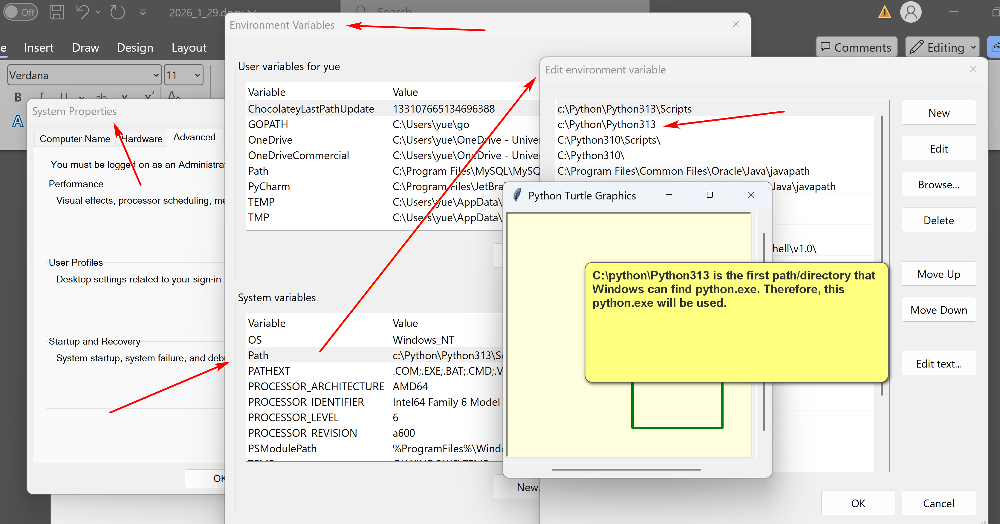 Off
2026_1_29.docx
Search
e Insert Draw Design Layout
Comments
Editing
Verdana
11
B I U ab x x2 A
A
System Properties
Computer Name
Hardware
Advanced
You must be logged on as an Administra
Performance
Visual effects, processor scheduling, me
User Profiles
Desktop settings related to your sign-in
Startup and Recovery
System startup, system failure, and deb
OK
Environment Variables
User variables for yue
Variable Value
ChocolateyLastPathUpdate 133107665134696388
GOPATH C:\Users\yue\go
OneDrive C:\Users\yue\OneDrive - Univer
OneDriveCommercial C:\Users\yue\OneDrive - Univer
Path C:\Program Files\MySQL\MySQ
PyCharm C:\Program Files\JetBra
TEMP C:\Users\yue\AppData\
TMP C:\Users\yue\AppData\
System variables
Variable Value
OS Windows_NT
Path c:\Python\Python313\Sc
PATHEXT .COM;.EXE;.BAT;.CMD;.V
PROCESSOR_ARCHITECTURE AMD64
PROCESSOR_IDENTIFIER Intel64 Family 6 Model
PROCESSOR_LEVEL 6
PROCESSOR_REVISION a600
PSModulePath %ProgramFiles%\Windo
TEMP C:\WINDOWS\TEMP
New.
Edit environment variable
c:\Python\Python313\Scripts
c:\Python\Python313
C:\Python310\Scripts\
C:\Python310\
C:\Program Files\Common Files\Oracle\Java\javapath
Java\javapath
hell\v1.0\
New
Edit
Browse...
Delete
Move Up
Move Down
Edit text...
OK
Cancel
Python Turtle Graphics
C:\python\Python313 is the first path/directory that
Windows can find python.exe. Therefore, this
python.exe will be used.